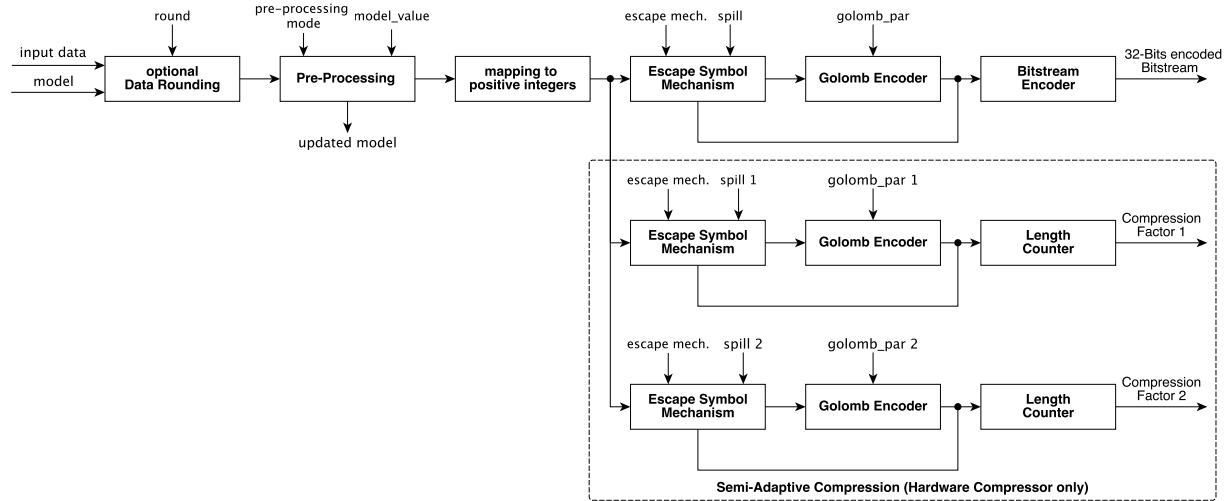 round
pre-processing
mode
model_value
escape mech.
spill
golomb_par
input data
model
optional
Data Rounding
Pre-Processing
mapping to
positive integers
Escape Symbol
Mechanism
Golomb Encoder
Bitstream
Encoder
32-Bits encoded
Bitstream
updated model
escape mech.
spill 1
golomb_par 1
Escape Symbol
Mechanism
Golomb Encoder
Length
Counter
Compression
Factor 1
escape mech.
spill 2
golomb_par 2
Escape Symbol
Mechanism
Golomb Encoder
Length
Counter
Compression
Factor 2
Semi-Adaptive Compression (Hardware Compressor only)